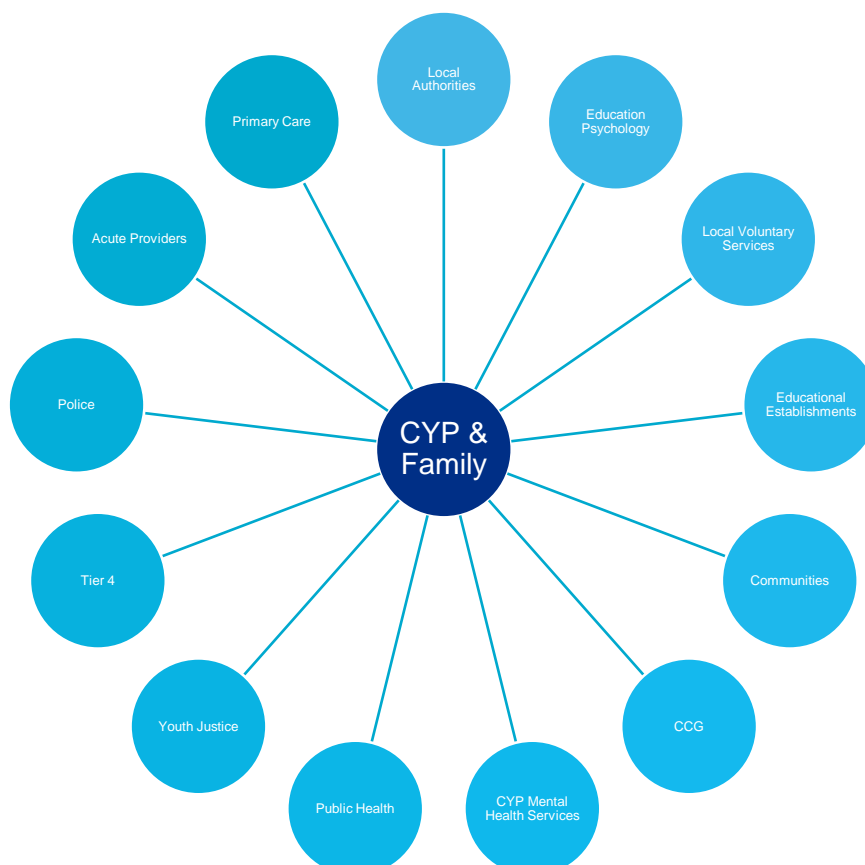 Local
Authorities
Education
Psychology
Local Voluntary
Services
Educational
Establishments
Communities
CCG
CYP Mental
Health Services
Public Health
Youth Justice
Tier 4
Police
Acute Providers
Primary Care
CYP &
Family